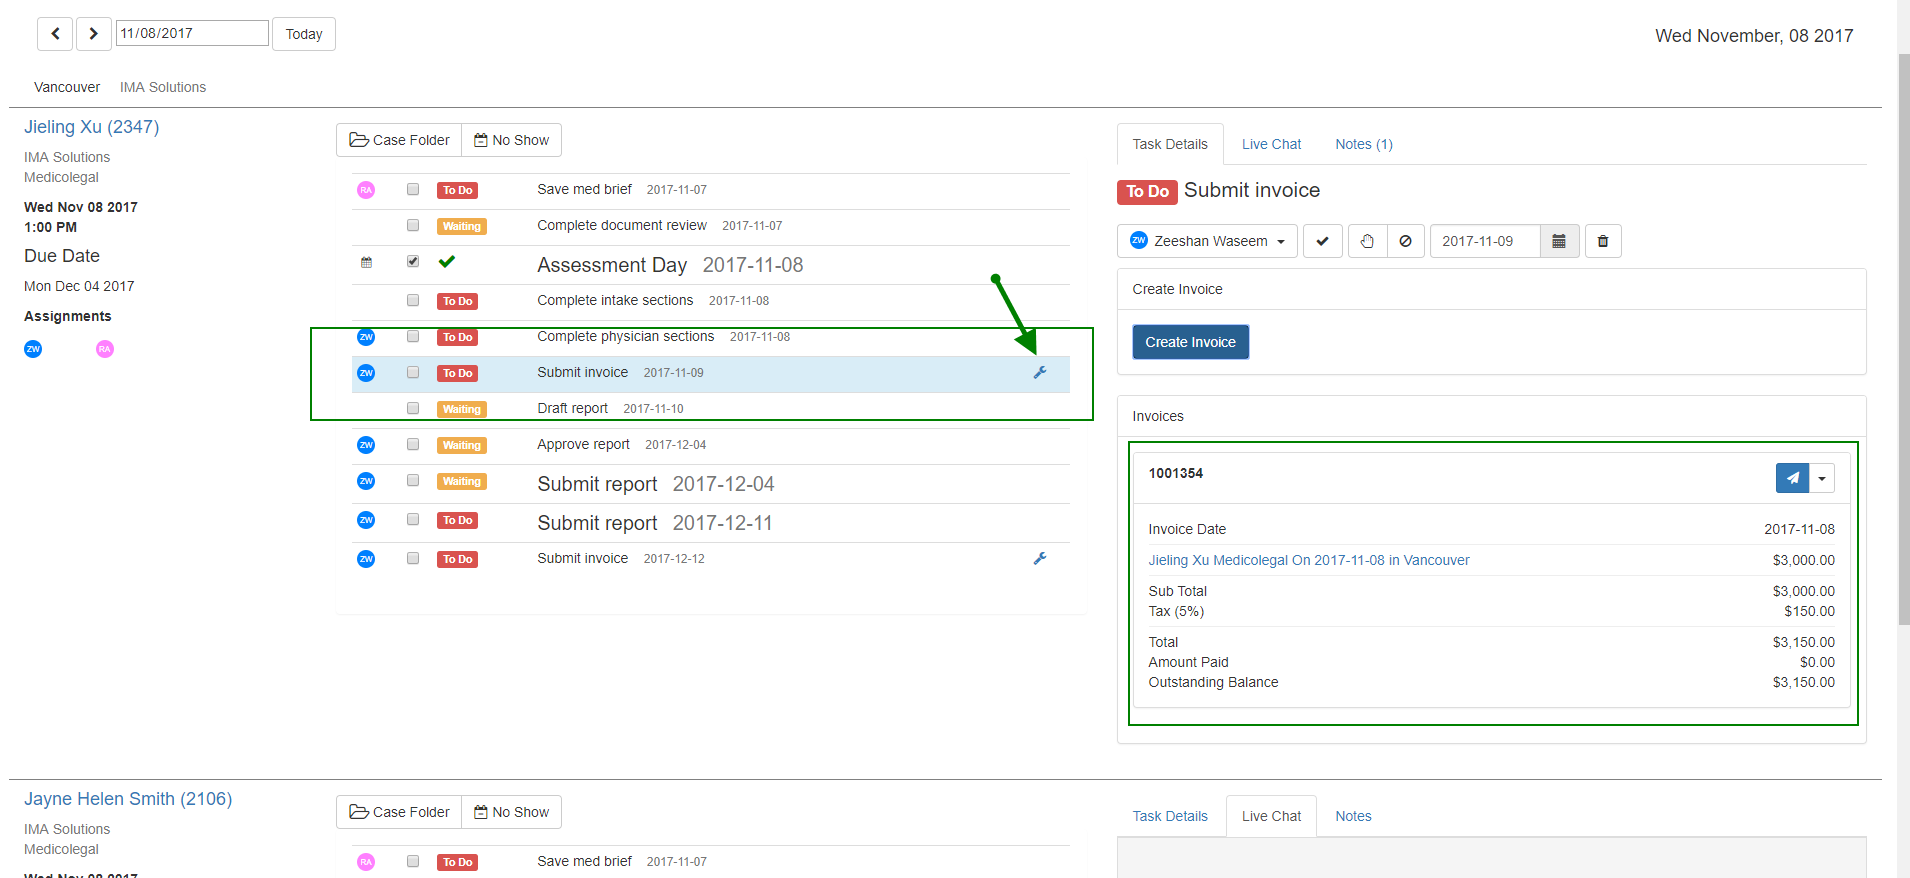 11/08/2017 Today
Wed November, 08 2017
Vancouver IMA Solutions
Jieling Xu (2347)
IMA Solutions
Medicolegal
Wed Nov 08 2017
1:00 PM
Due Date
Mon Dec 04 2017
Assignments
ZW RA
Case Folder No Show
RA To Do Save med brief 2017-11-07
Waiting Complete document review 2017-11-07
Assessment Day 2017-11-08
To Do Complete intake sections 2017-11-08
ZW To Do Complete physician sections 2017-11-08
ZW To Do Submit invoice 2017-11-09
Waiting Draft report 2017-11-10
ZW Waiting Approve report 2017-12-04
ZW Waiting Submit report 2017-12-04
ZW To Do Submit report 2017-12-11
ZW To Do Submit invoice 2017-12-12
Task Details Live Chat Notes (1)
To Do Submit invoice
ZW Zeeshan Waseem 2017-11-09
Create Invoice
Create Invoice
Invoices
1001354
Invoice Date 2017-11-08
Jieling Xu Medicolegal On 2017-11-08 in Vancouver $3,000.00
Sub Total $3,000.00
Tax (5%) $150.00
Total $3,150.00
Amount Paid $0.00
Outstanding Balance $3,150.00
Jayne Helen Smith (2106)
IMA Solutions
Medicolegal
Wed Nov 08 2017
Case Folder No Show
RA To Do Save med brief 2017-11-07
Task Details Live Chat Notes